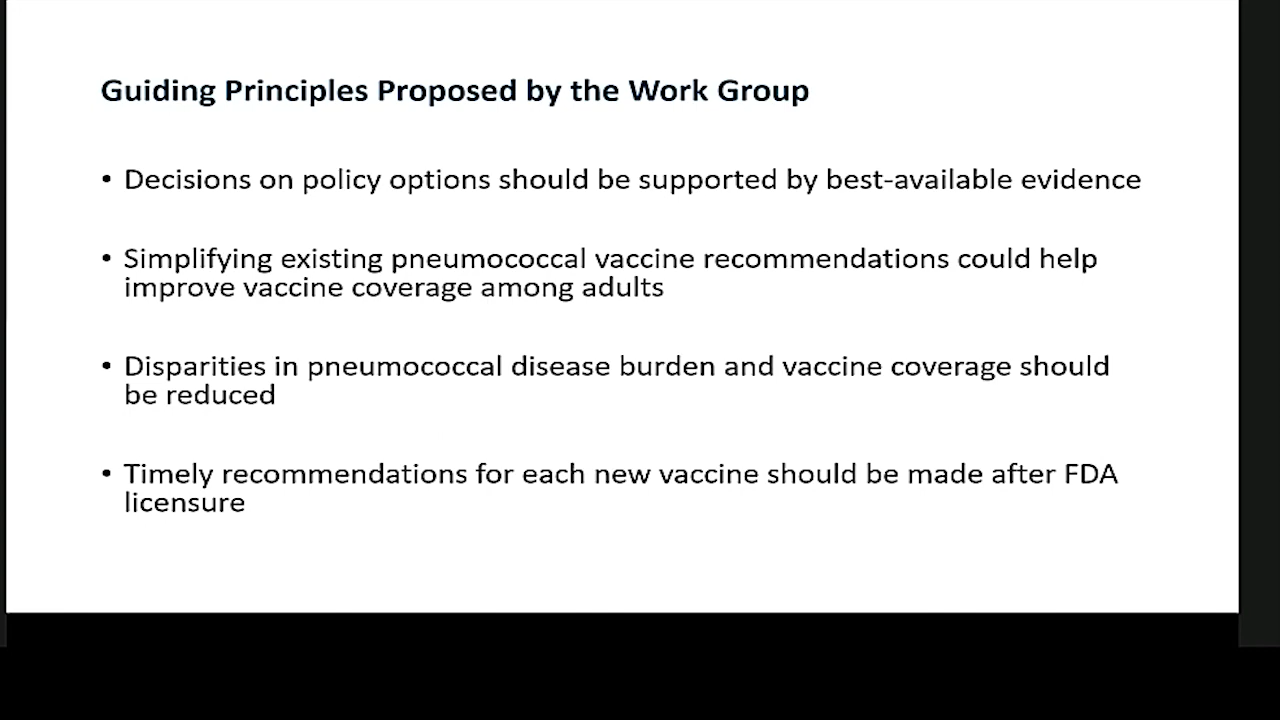 Guiding Principles Proposed by the Work Group
• Decisions on policy options should be supported by best-available evidence
• Simplifying existing pneumococcal vaccine recommendations could help
improve vaccine coverage among adults
• Disparities in pneumococcal disease burden and vaccine coverage should
be reduced
• Timely recommendations for each new vaccine should be made after FDA
licensure